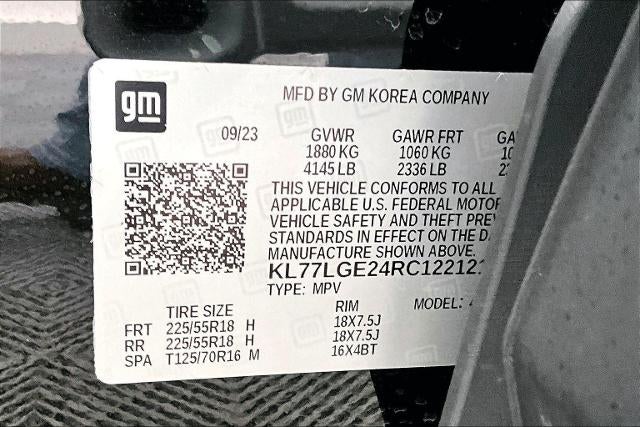 gm
MFD BY GM KOREA COMPANY
09/23 GVWR GAWR FRT GA
1880 KG 1060 KG 10
4145 LB 2336 LB
THIS VEHICLE CONFORMS TO ALL
APPLICABLE U.S. FEDERAL MOTOR
VEHICLE SAFETY AND THEFT PREV
STANDARDS IN EFFECT ON THE D
MANUFACTURE SHOWN ABOVE.
KL77LGE24RC12212
TYPE: MPV MODEL:
TIRE SIZE RIM
FRT 225/55R18 H 18X7.5J
RR 225/55R18 H 18X7.5J
SPA T125/70R16 M 16X4BT